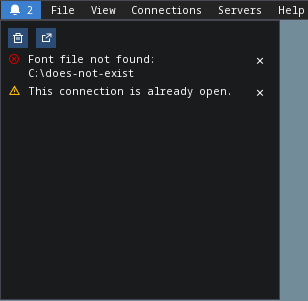 2 File View Connections Servers Help
Font file not found:
C:\does-not-exist
This connection is already open.